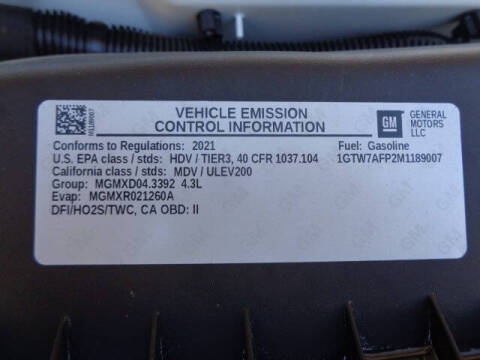 M1189007
VEHICLE EMISSION
CONTROL INFORMATION
GM
GENERAL
MOTORS
LLC
Conforms to Regulations: 2021
Fuel: Gasoline
U.S. EPA class / stds: HDV / TIER3, 40 CFR 1037.104
1GTW7AFP2M1189007
California class / stds: MDV / ULEV200
Group: MGMXD04.3392 4.3L
Evap: MGMXR021260A
DFI/HO2S/TWC, CA OBD: II